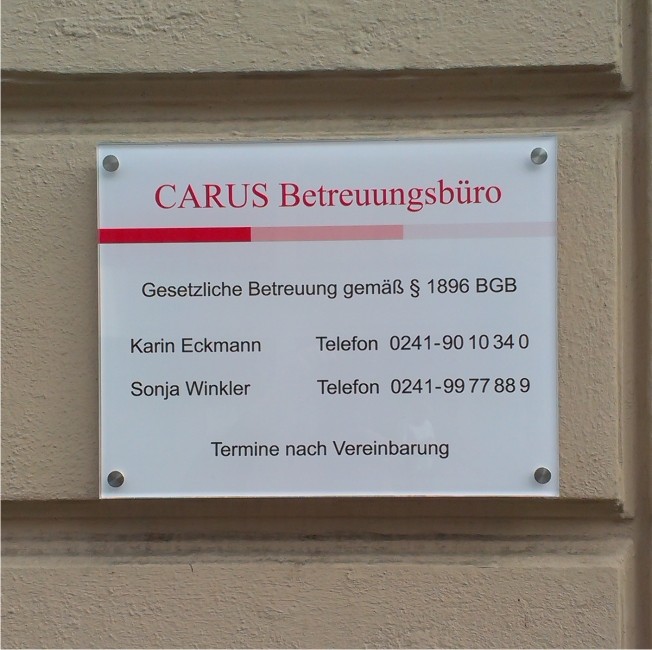 CARUS Betreuungsbüro
Gesetzliche Betreuung gemäß § 1896 BGB
Karin Eckmann Telefon 0241-90 10 34 0
Sonja Winkler Telefon 0241-99 77 88 9
Termine nach Vereinbarung